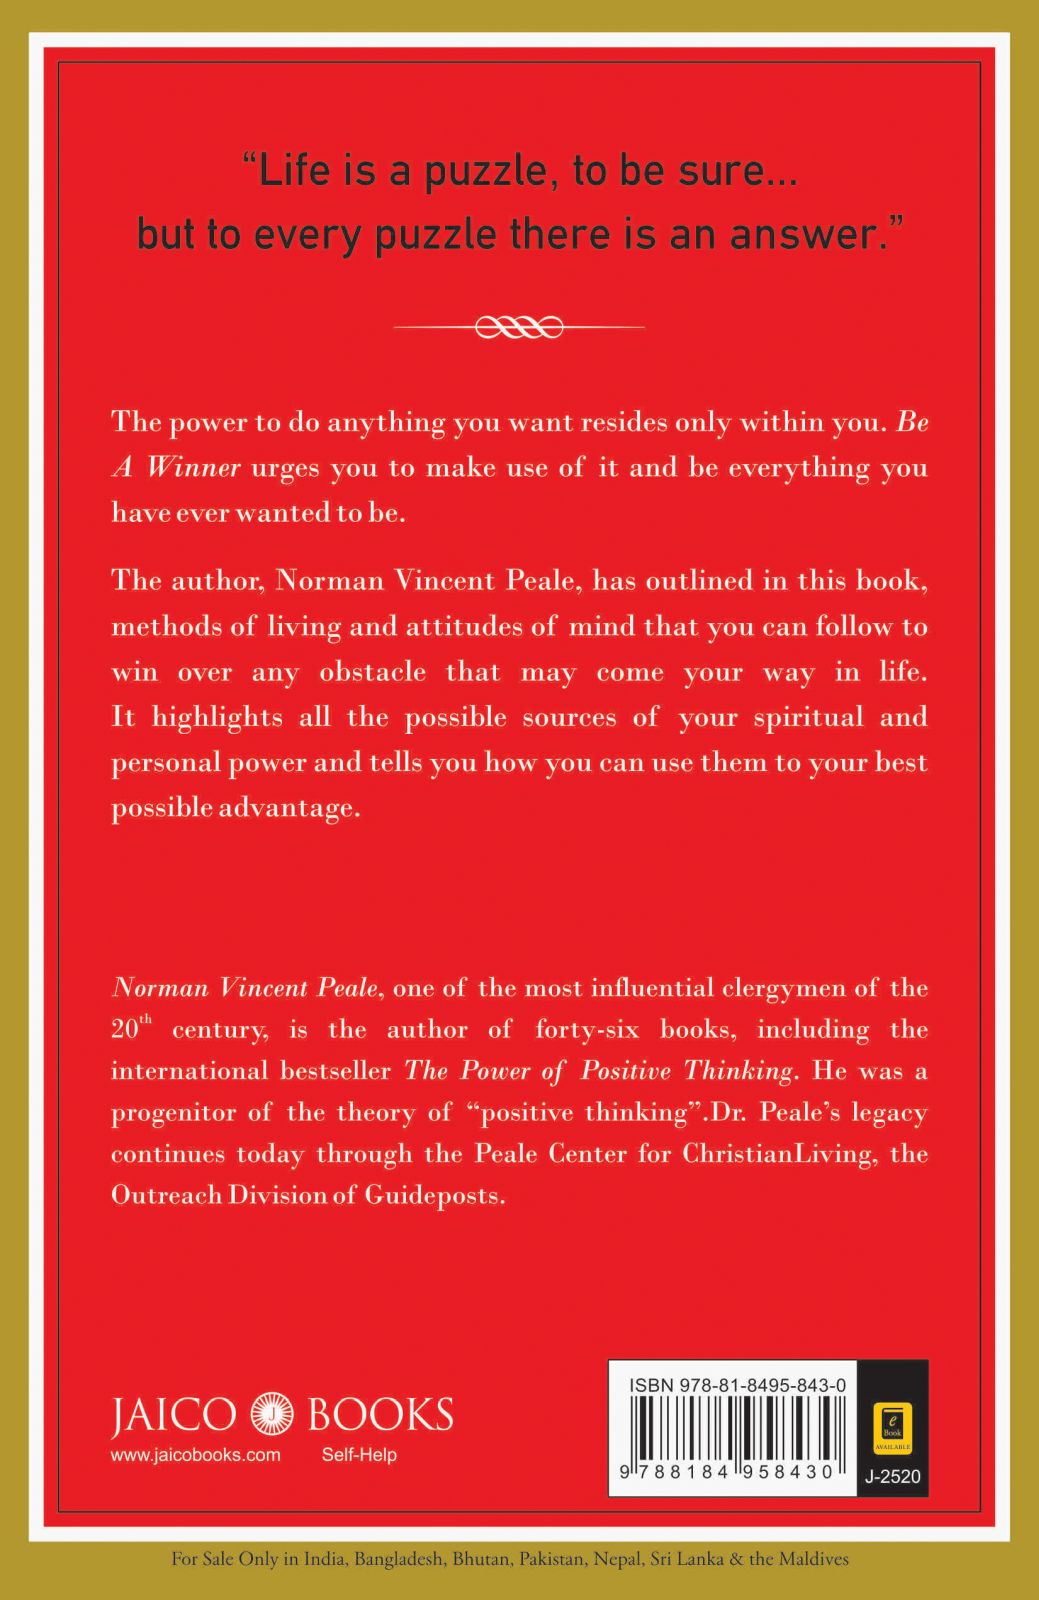 “Life is a puzzle, to be sure...
but to every puzzle there is an answer.”
The power to do anything you want resides only within you. Be
A Winner urges you to make use of it and be everything you
have ever wanted to be.
The author, Norman Vincent Peale, has outlined in this book,
methods of living and attitudes of mind that you can follow to
win over any obstacle that may come your way in life.
It highlights all the possible sources of your spiritual and
personal power and tells you how you can use them to your best
possible advantage.
Norman Vincent Peale, one of the most influential clergymen of the
20th century, is the author of forty-six books, including the
international bestseller The Power of Positive Thinking. He was a
progenitor of the theory of “positive thinking”.Dr. Peale’s legacy
continues today through the Peale Center for ChristianLiving, the
Outreach Division of Guideposts.
JAICO J BOOKS
www.jaicobooks.com Self-Help
ISBN 978-81-8495-843-0
9 788184 958430
e
Book
AVAILABLE
J-2520
For Sale Only in India, Bangladesh, Bhutan, Pakistan, Nepal, Sri Lanka & the Maldives